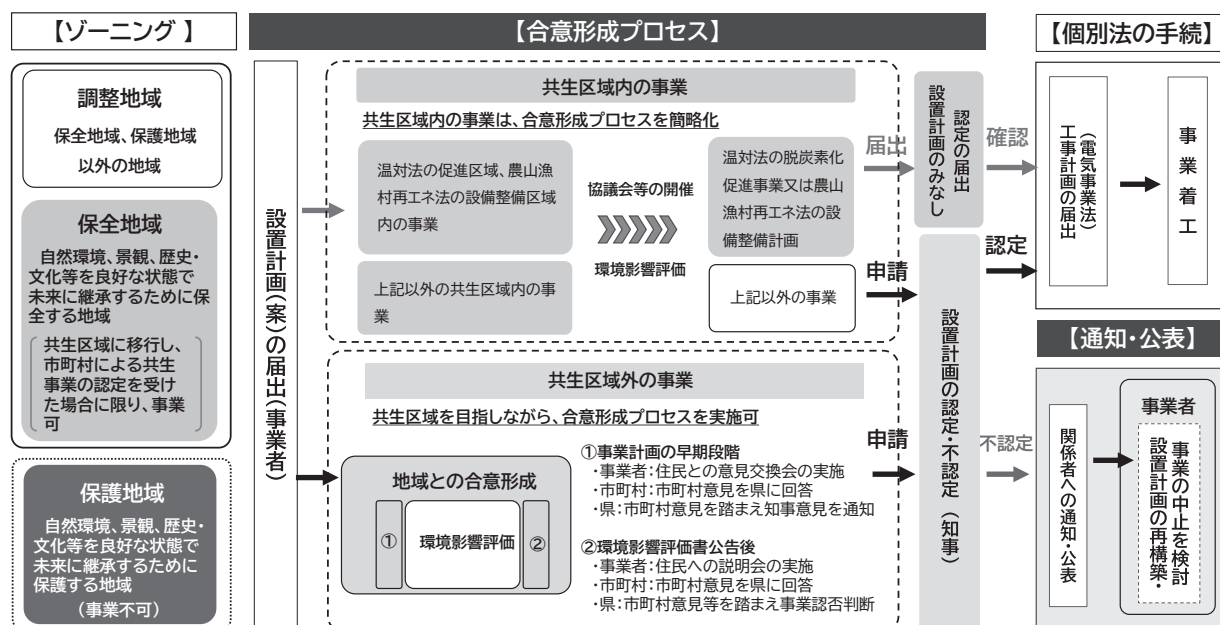 【ゾーニング 】
調整地域
保全地域、保護地域
以外の地域
保全地域
自然環境、景観、歴史・
文化等を良好な状態で
未来に継承するために保
全する地域
共生区域に移行し、
市町村による共生
事業の認定を受け
た場合に限り、事業
可
保護地域
自然環境、景観、歴史・
文化等を良好な状態で
未来に継承するために
保護する地域
（事業不可）
【合意形成プロセス】
設置計画（案）の届出（事業者）
共生区域内の事業
共生区域内の事業は、合意形成プロセスを簡略化
温対法の促進区域、農山漁
村再エネ法の設備整備区域
内の事業
上記以外の共生区域内の事
業
協議会等の開催
環境影響評価
温対法の脱炭素化
促進事業又は農山
漁村再エネ法の設
備整備計画
上記以外の事業
届出
申請
共生区域外の事業
共生区域を目指しながら、合意形成プロセスを実施可
地域との合意形成
①
環境影響評価
②
①事業計画の早期段階
・事業者：住民との意見交換会の実施
・市町村：市町村意見を県に回答
・県：市町村意見を踏まえ知事意見を通知
②環境影響評価書公告後
・事業者：住民への説明会の実施
・市町村：市町村意見を県に回答
・県：市町村意見等を踏まえ事業認否判断
申請
設置計画のみなし
認定の届出
設置計画の認定・不認定（知事）
確認
認定
不認定
【個別法の手続】
（電気事業法）
工事計画の届出
事業着工
【通知・公表】
関係者への通知・公表
事業者
事業の中止を検討
設置計画の再構築・